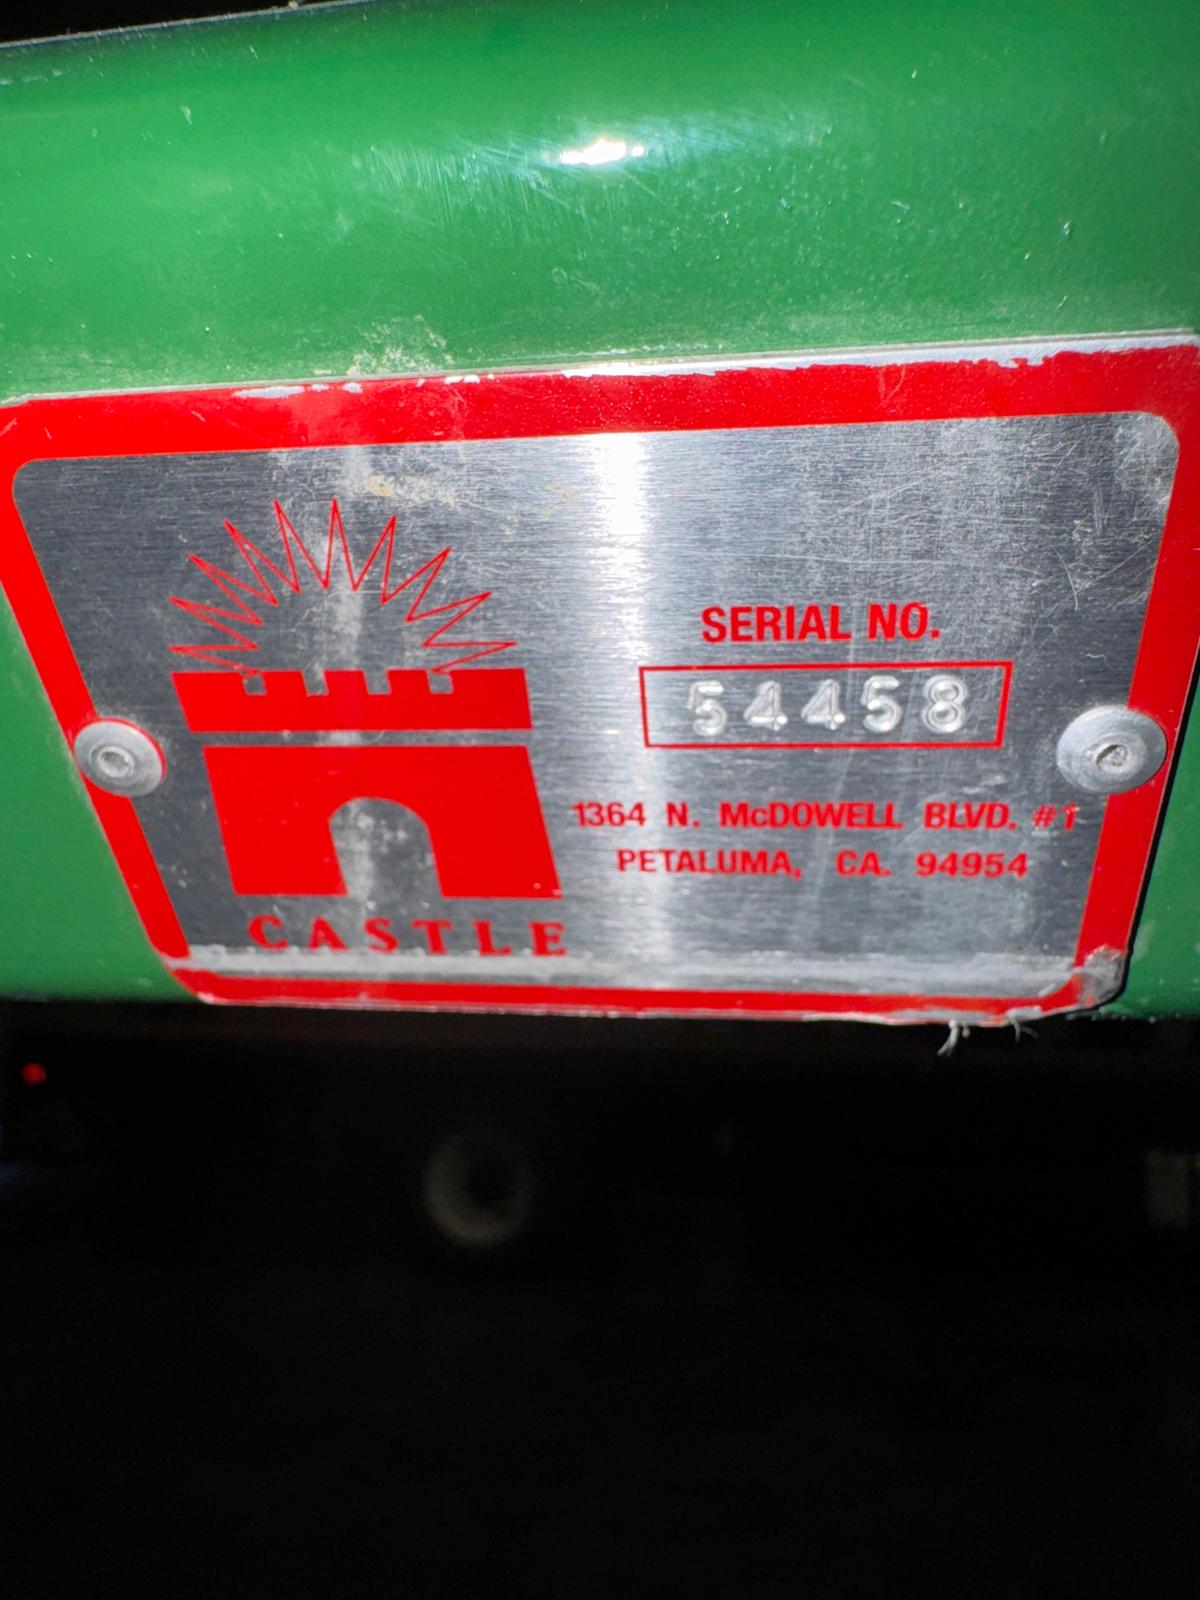 SERIAL NO.
54458
1364 N. McDOWELL BLVD. #1
PETALUMA, CA. 94954
CASTLE